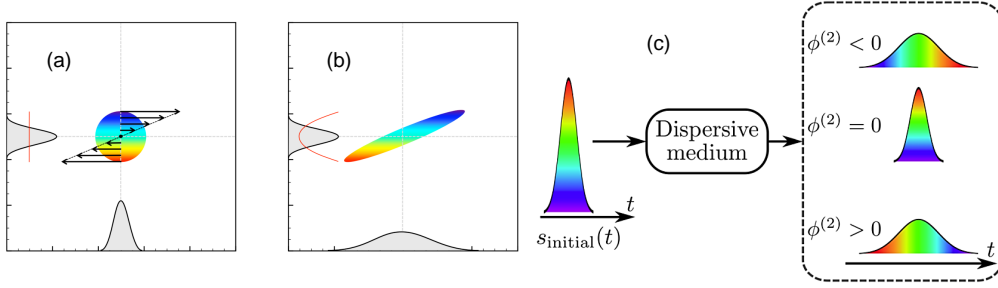 (a)
(b)
(c)
t
s_initial(t)
Dispersive
medium
ϕ^(2) < 0
ϕ^(2) = 0
ϕ^(2) > 0
t